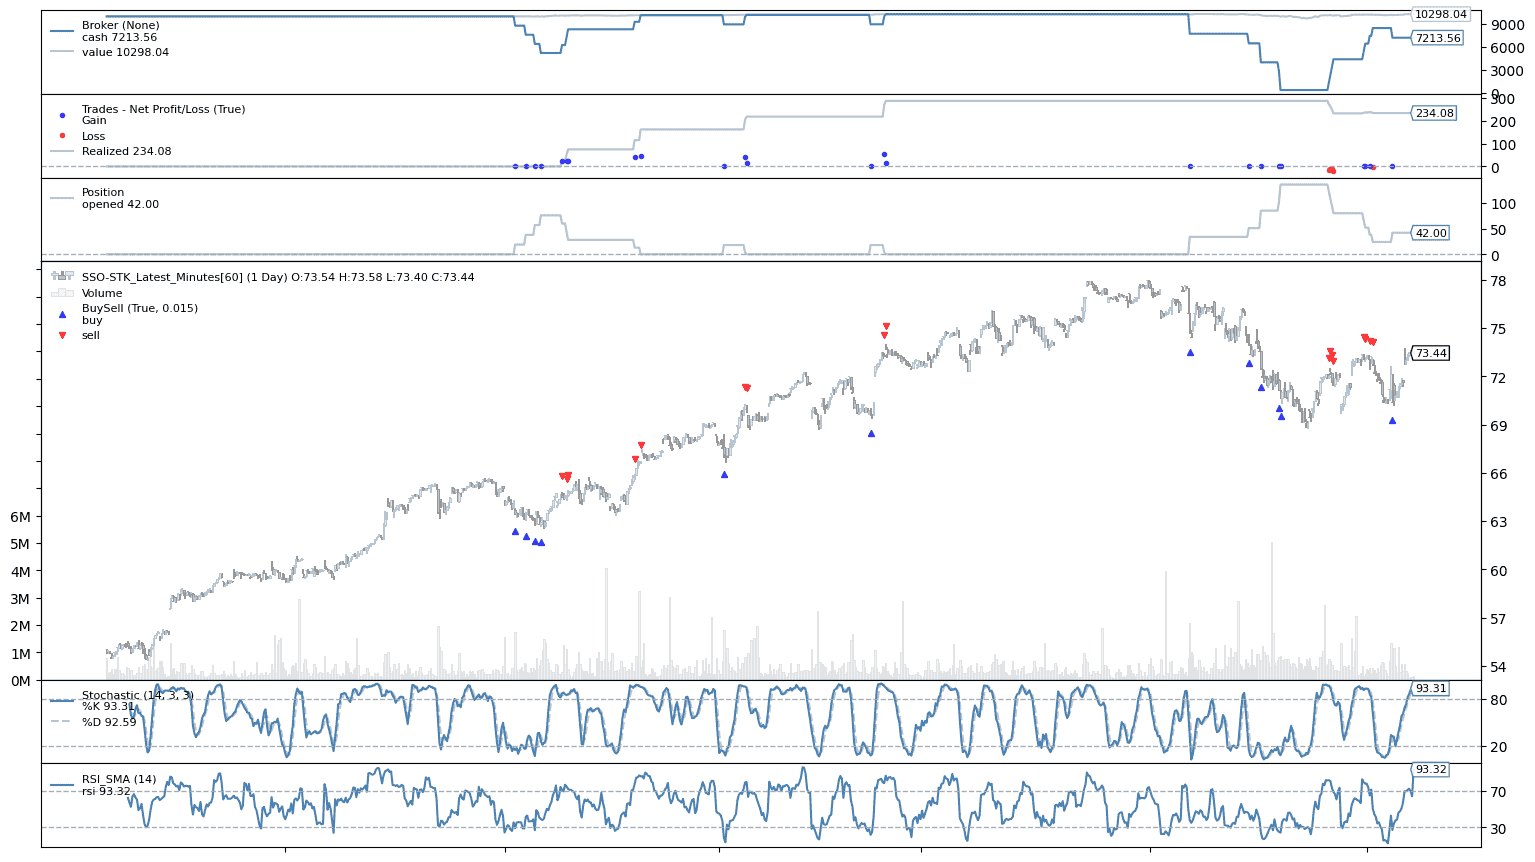 Broker (None)
cash 7213.56
value 10298.04
10298.04
9000
7213.56
6000
3000
0
Trades - Net Profit/Loss (True)
Gain
Loss
Realized 234.08
300
234.08
200
100
0
Position
opened 42.00
100
50
42.00
0
SSO-STK_Latest_Minutes[60] (1 Day) O:73.54 H:73.58 L:73.40 C:73.44
Volume
BuySell (True, 0.015)
buy
sell
78
75
73.44
72
69
66
63
60
57
54
6M
5M
4M
3M
2M
1M
0M
Stochastic (14, 3, 3)
%K 93.31
%D 92.59
93.31
80
20
RSI_SMA (14)
rsi 93.32
93.32
70
30